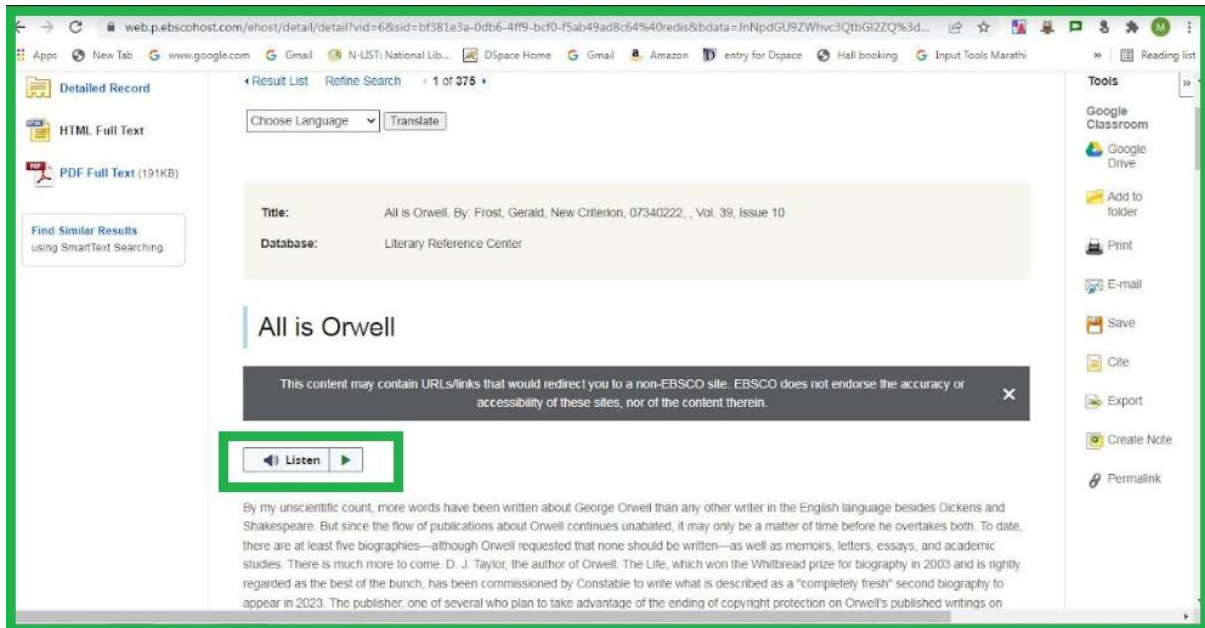 web.p.ebscohost.com/ehost/detail/detail?vid=6&sid=bf381e3a-0db6-4ff9-bcf0-f5ab49ad8c64%40redis&bdata=JnNpdGU9ZWhvc3QtbGl2ZQ%3d...
M
Apps New Tab www.google.com Gmail N-LIST: National Lib... DSpace Home Gmail Amazon entry for Dspace Hall booking Input Tools Marathi » Reading list
Detailed Record
HTML Full Text
PDF Full Text (191KB)
Find Similar Results
using SmartText Searching.
Result List Refine Search 1 of 375
Choose Language Translate
Title: All is Orwell. By: Frost, Gerald, New Criterion, 07340222, , Vol. 39, Issue 10
Database: Literary Reference Center
All is Orwell
This content may contain URLs/links that would redirect you to a non-EBSCO site. EBSCO does not endorse the accuracy or
accessibility of these sites, nor of the content therein.
Listen
By my unscientific count, more words have been written about George Orwell than any other writer in the English language besides Dickens and
Shakespeare. But since the flow of publications about Orwell continues unabated, it may only be a matter of time before he overtakes both. To date,
there are at least five biographies—although Orwell requested that none should be written—as well as memoirs, letters, essays, and academic
studies. There is much more to come. D. J. Taylor, the author of Orwell: The Life, which won the Whitbread prize for biography in 2003 and is rightly
regarded as the best of the bunch, has been commissioned by Constable to write what is described as a "completely fresh" second biography to
appear in 2023. The publisher, one of several who plan to take advantage of the ending of copyright protection on Orwell's published writings on
Tools »
Google
Classroom
Google
Drive
Add to
folder
Print
E-mail
Save
Cite
Export
Create Note
Permalink